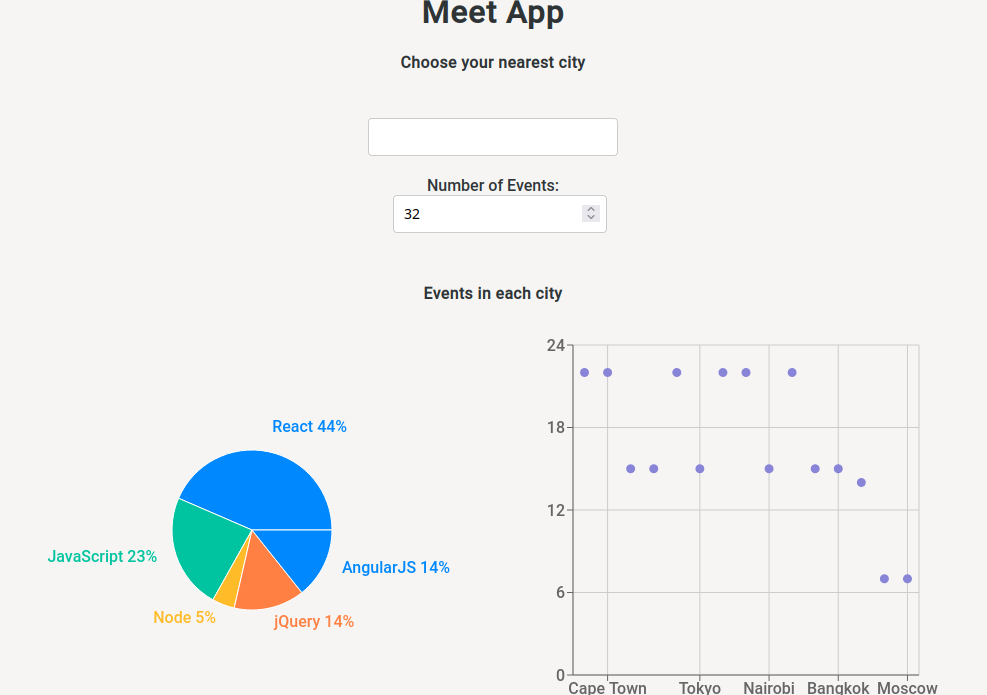 Meet App
Choose your nearest city
Number of Events:
32
Events in each city
React 44%
JavaScript 23%
Node 5%
jQuery 14%
AngularJS 14%
24
18
12
6
0
Cape Town Tokyo Nairobi Bangkok Moscow